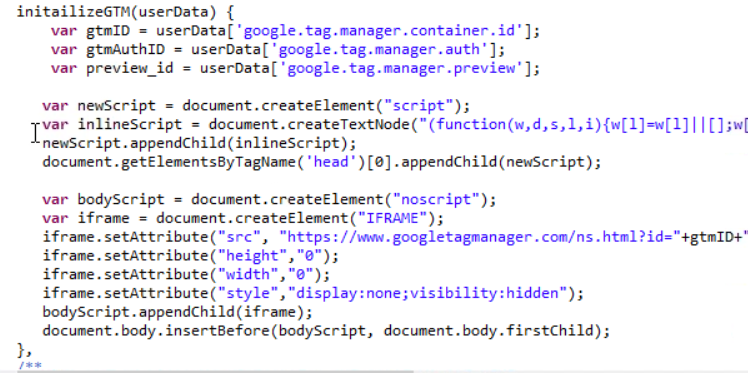 initailizeGTM(userData) {
var gtmID = userData['google.tag.manager.container.id'];
var gtmAuthID = userData['google.tag.manager.auth'];
var preview_id = userData['google.tag.manager.preview'];
var newScript = document.createElement("script");
var inlineScript = document.createTextNode("(function(w,d,s,l,i){w[l]=w[l]||[];w[
newScript.appendChild(inlineScript);
document.getElementsByTagName('head')[0].appendChild(newScript);
var bodyScript = document.createElement("noscript");
var iframe = document.createElement("IFRAME");
iframe.setAttribute("src", "https://www.googletagmanager.com/ns.html?id="+gtmID+"
iframe.setAttribute("height","0");
iframe.setAttribute("width","0");
iframe.setAttribute("style","display:none;visibility:hidden");
bodyScript.appendChild(iframe);
document.body.insertBefore(bodyScript, document.body.firstChild);
},
/**